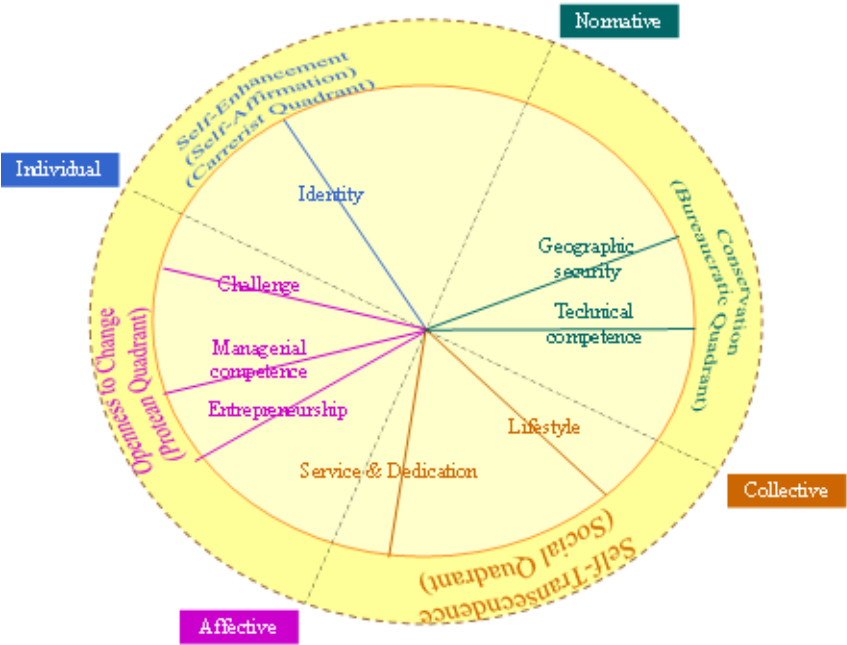 Normative
Self-Enhancement
(Self-Affirmation)
(Carrerist Quadrant)
Individual
Identity
Conservation
(Bureaucratic Quadrant)
Geographic
security
Challenge
Technical
competence
Managerial
competence
Openness to Change
(Protean Quadrant)
Entrepreneurship
Lifestyle
Service & Dedication
Collective
(Social Quadrant)
Self-Transecndence
Affective